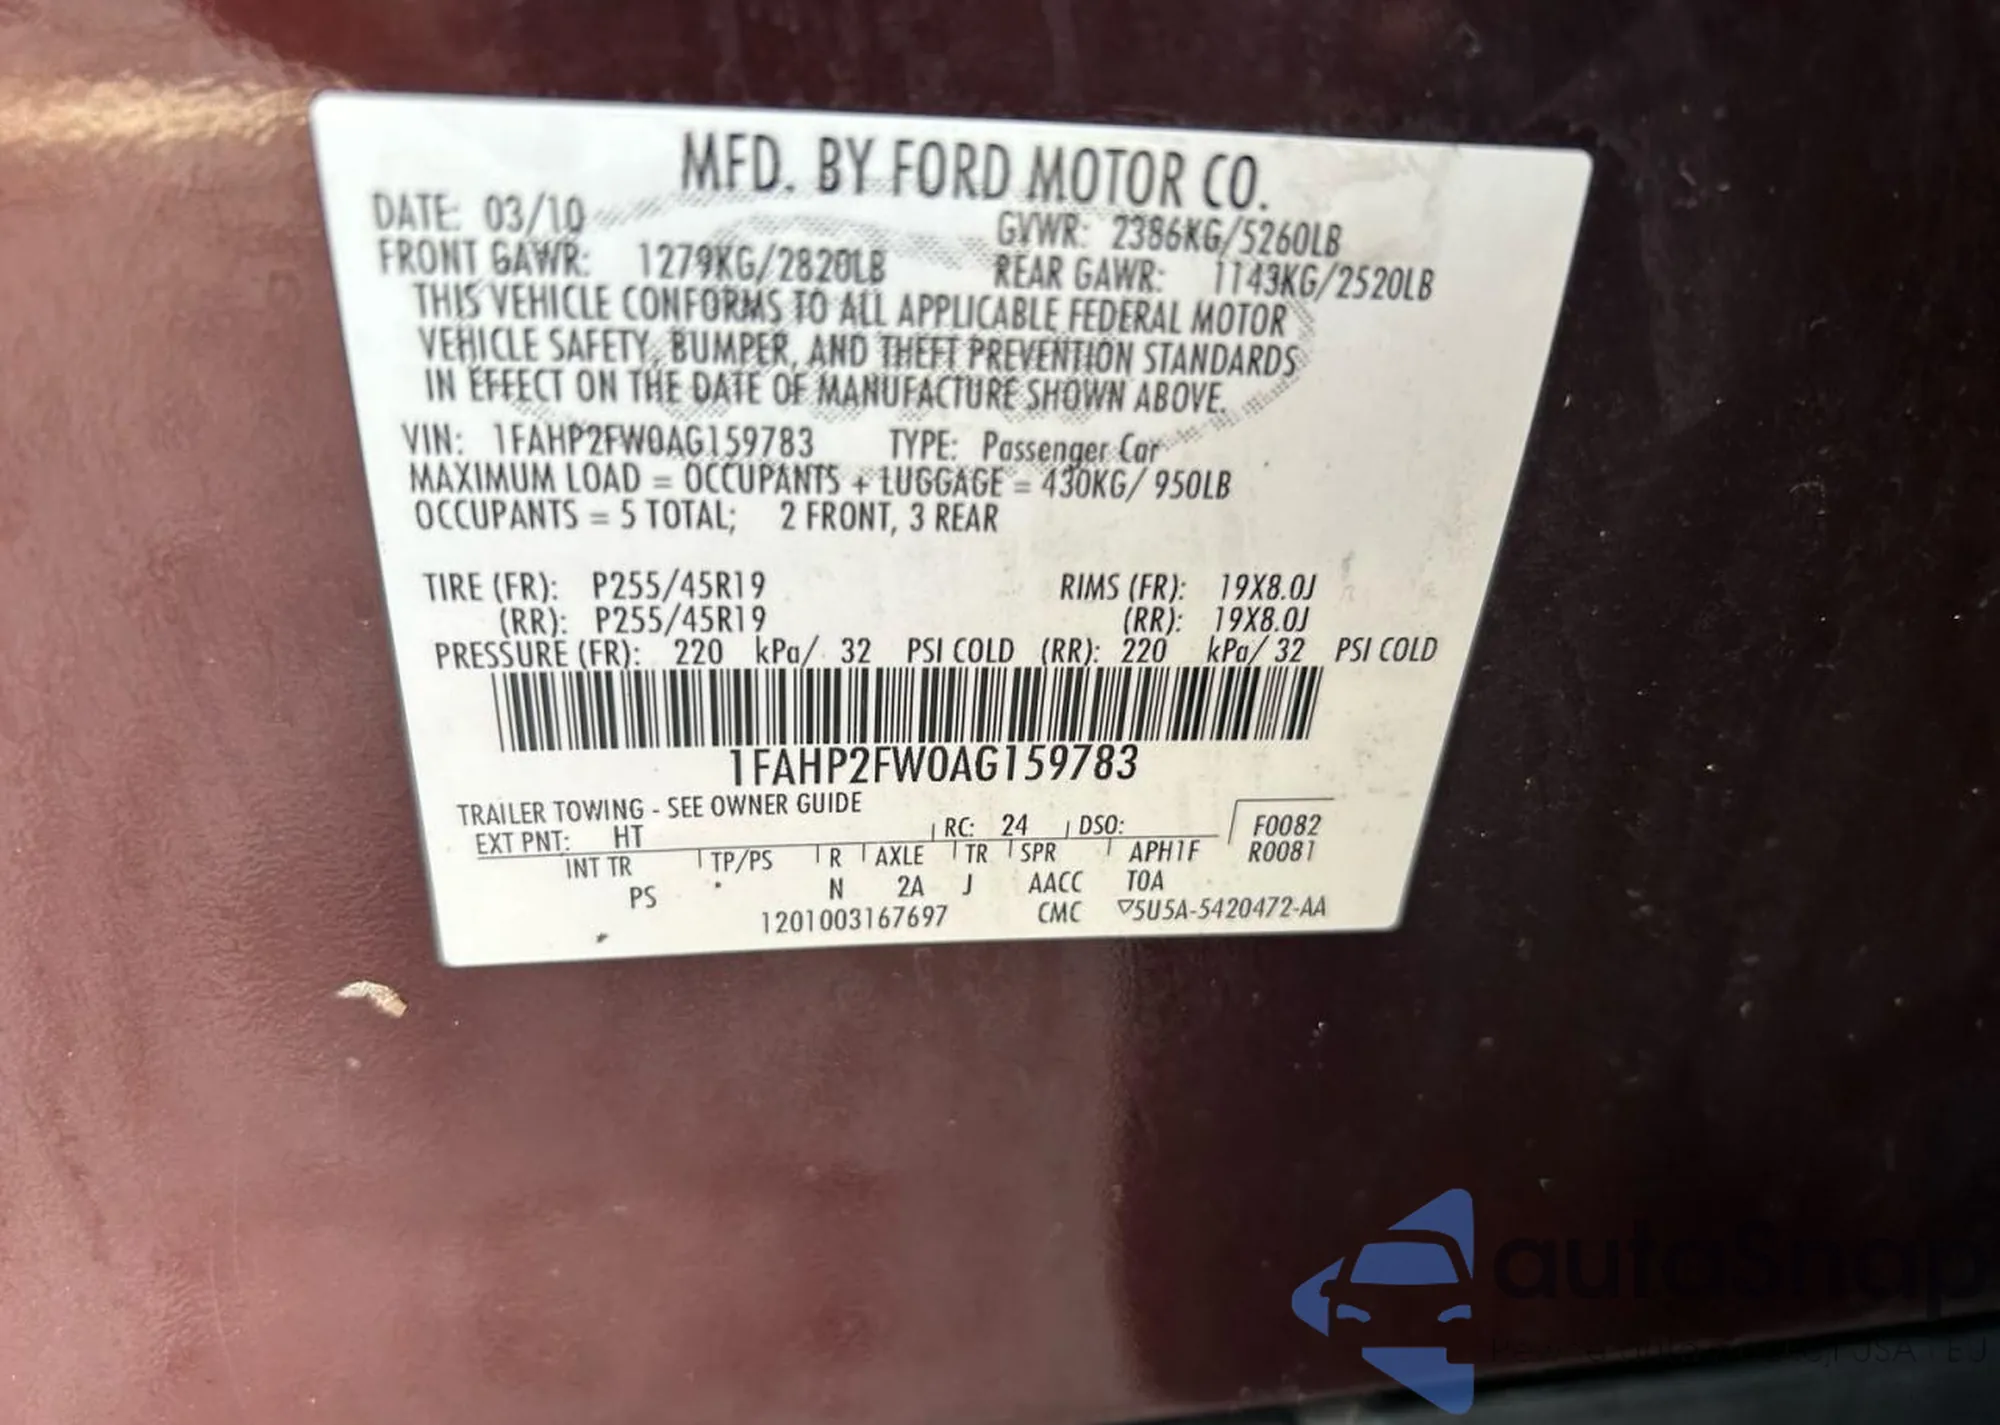 MFD. BY FORD MOTOR CO.
DATE: 03/10 GVWR: 2386KG/5260LB
FRONT GAWR: 1279KG/2820LB REAR GAWR: 1143KG/2520LB
THIS VEHICLE CONFORMS TO ALL APPLICABLE FEDERAL MOTOR
VEHICLE SAFETY, BUMPER, AND THEFT PREVENTION STANDARDS
IN EFFECT ON THE DATE OF MANUFACTURE SHOWN ABOVE.
VIN: 1FAHP2FW0AG159783 TYPE: Passenger Car
MAXIMUM LOAD = OCCUPANTS + LUGGAGE = 430KG/ 950LB
OCCUPANTS = 5 TOTAL; 2 FRONT, 3 REAR
TIRE (FR): P255/45R19 RIMS (FR): 19X8.0J
(RR): P255/45R19 (RR): 19X8.0J
PRESSURE (FR): 220 kPa/ 32 PSI COLD (RR): 220 kPa/ 32 PSI COLD
1FAHP2FW0AG159783
TRAILER TOWING - SEE OWNER GUIDE
EXT PNT: HT RC: 24 DSO: F0082
INT TR TP/PS R AXLE TR SPR APH1F R0081
PS N 2A J AACC T0A
1201003167697 CMC ▽5U5A-5420472-AA
autoSnap